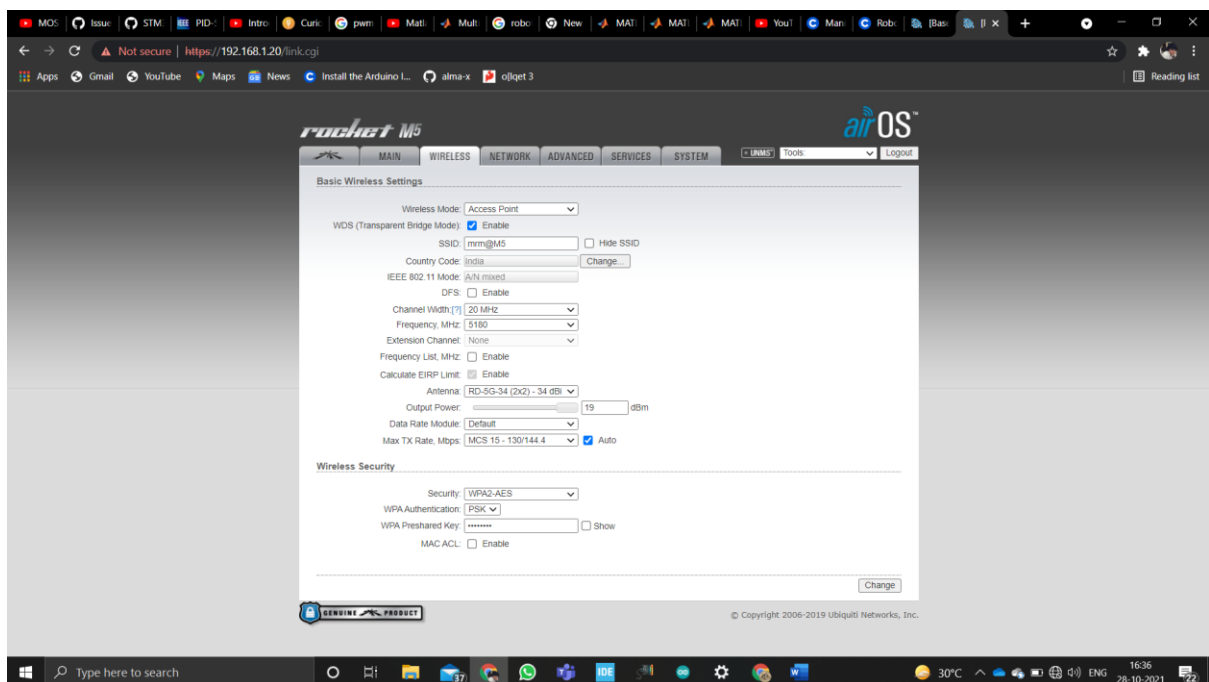 MOS Issue STM: PID-: Intro Curic pwm Matl Mult robo New MATI MATI MATI YouT Man Robo [Bas
Not secure | https://192.168.1.20/link.cgi
Apps Gmail YouTube Maps News Install the Arduino I... alma-x Reading list
rocket M5
airOS™
MAIN WIRELESS NETWORK ADVANCED SERVICES SYSTEM UNMS Tools: Logout
Basic Wireless Settings
Wireless Mode: Access Point
WDS (Transparent Bridge Mode): Enable
SSID: mrm@M5 Hide SSID
Country Code: India Change...
IEEE 802.11 Mode: A/N mixed
DFS: Enable
Channel Width:[?] 20 MHz
Frequency, MHz: 5180
Extension Channel: None
Frequency List, MHz: Enable
Calculate EIRP Limit: Enable
Antenna: RD-5G-34 (2x2) - 34 dBi
Output Power: 19 dBm
Data Rate Module: Default
Max TX Rate, Mbps: MCS 15 - 130/144.4 Auto
Wireless Security
Security: WPA2-AES
WPA Authentication: PSK
WPA Preshared Key: •••••••• Show
MAC ACL: Enable
Change
GENUINE PRODUCT
© Copyright 2006-2019 Ubiquiti Networks, Inc.
Type here to search 37 IDE 30°C ENG 16:36
28-10-2021 22